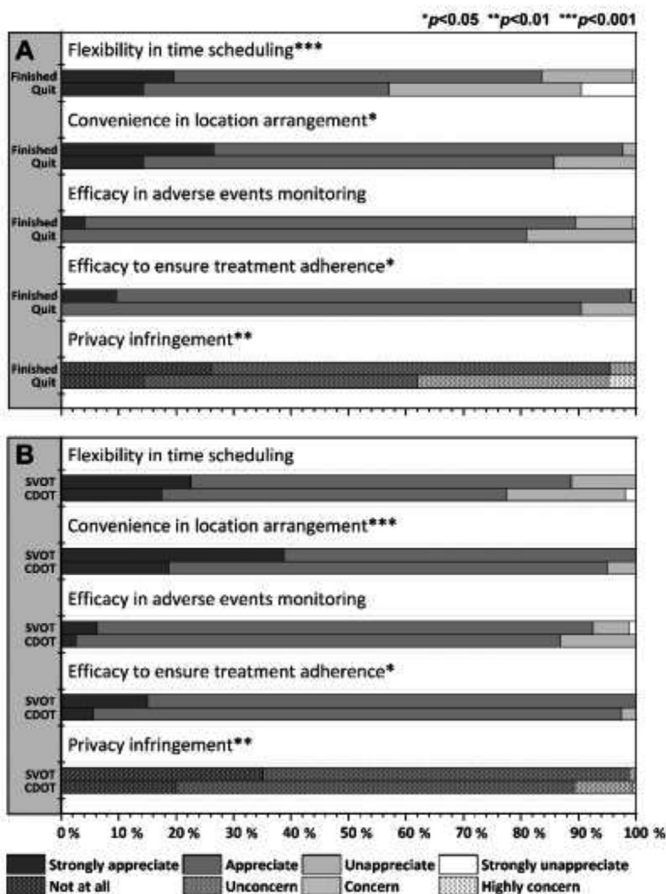 *p<0.05 **p<0.01 ***p<0.001
A
Flexibility in time scheduling***
Finished
Quit
Convenience in location arrangement*
Finished
Quit
Efficacy in adverse events monitoring
Finished
Quit
Efficacy to ensure treatment adherence*
Finished
Quit
Privacy infringement**
Finished
Quit
B
Flexibility in time scheduling
SVOT
CDOT
Convenience in location arrangement***
SVOT
CDOT
Efficacy in adverse events monitoring
SVOT
CDOT
Efficacy to ensure treatment adherence*
SVOT
CDOT
Privacy infringement**
SVOT
CDOT
0 % 10 % 20 % 30 % 40 % 50 % 60 % 70 % 80 % 90 % 100 %
Strongly appreciate Appreciate Unappreciate Strongly unappreciate
Not at all Unconcern Concern Highly concern